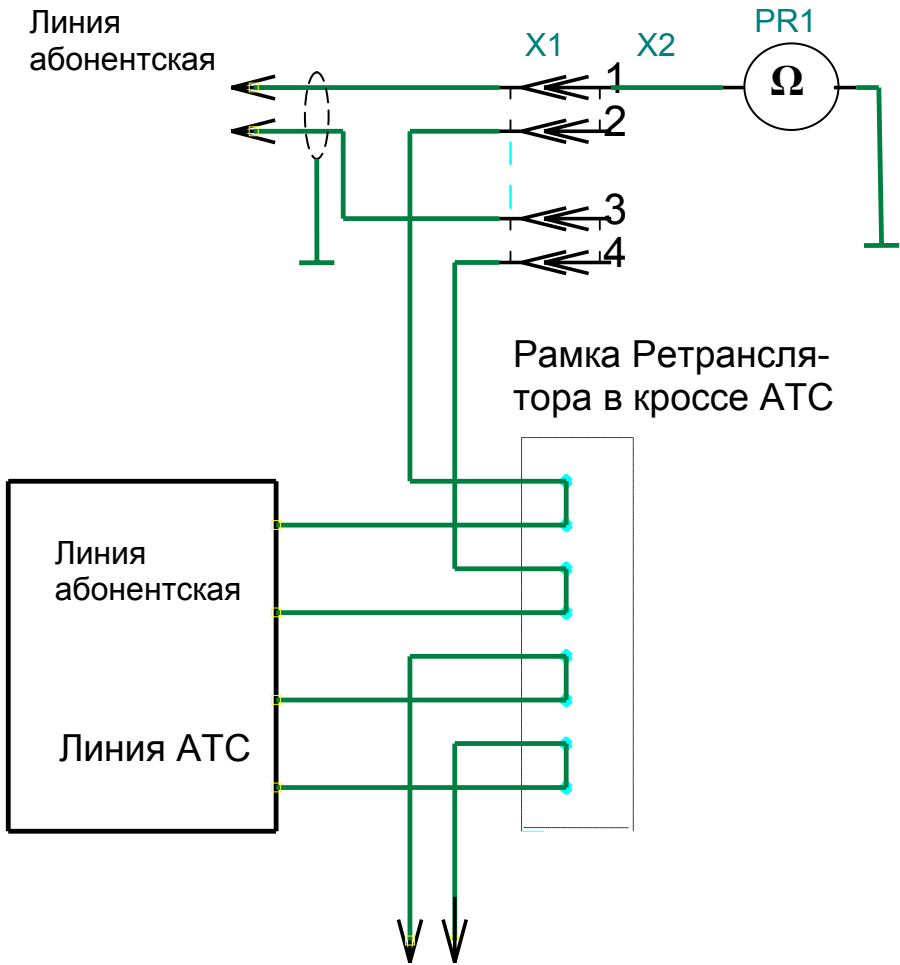 Линия
абонентская
X1
X2
PR1
1
Ω
2
3
4
Рамка Ретрансля-
тора в кроссе АТС
Линия
абонентская
Линия АТС